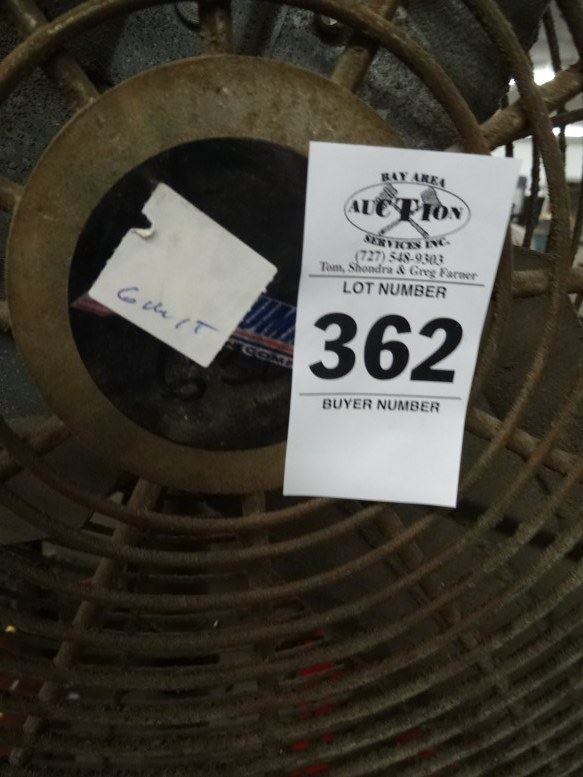 BAY AREA
AUCTION
SERVICES INC.
(727) 548-9303
Tom, Shondra & Greg Farner
LOT NUMBER
362
BUYER NUMBER